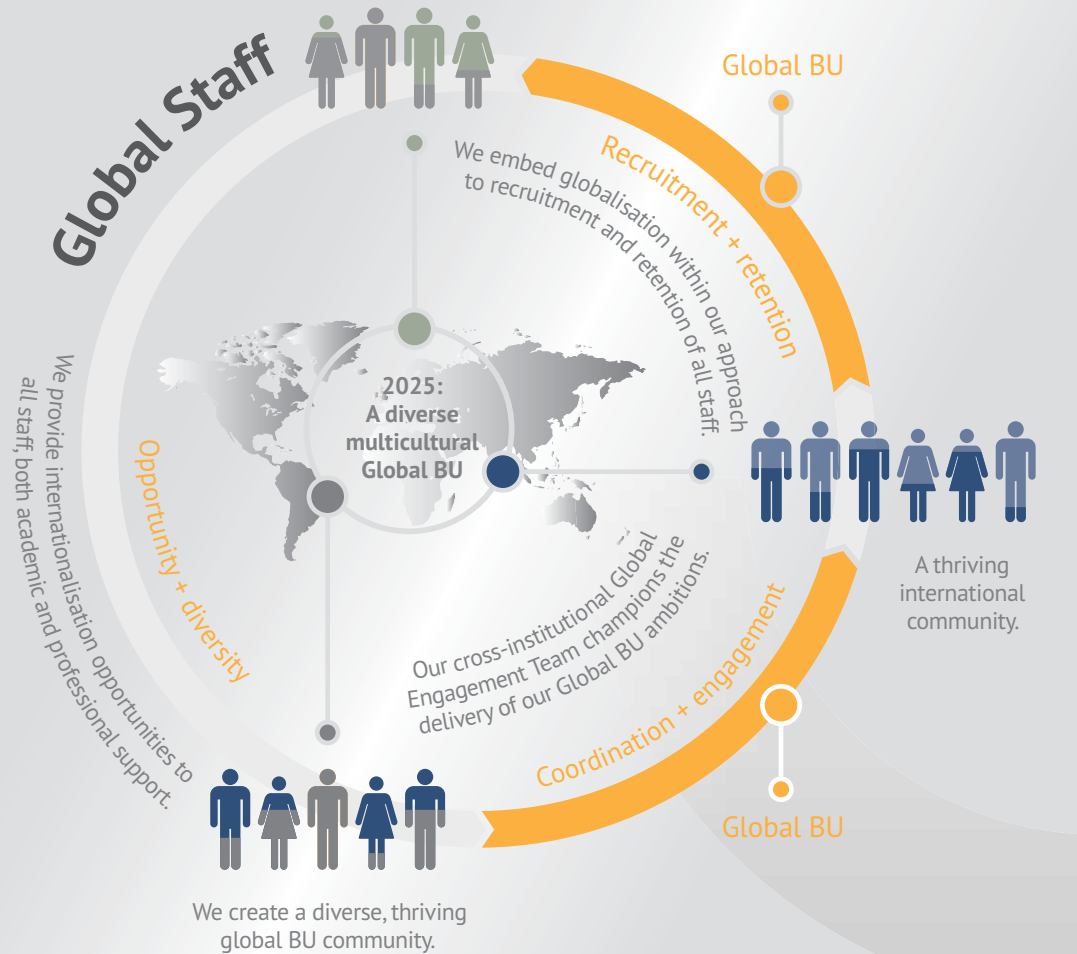 Global Staff
Global BU
Recruitment + retention
We embed globalisation within our approach
to recruitment and retention of all staff.
2025:
A diverse
multicultural
Global BU
A thriving
international
community.
Opportunity + diversity
We provide internationalisation opportunities to
all staff, both academic and professional support.
Our cross-institutional Global
Engagement Team champions the
delivery of our Global BU ambitions.
Coordination + engagement
Global BU
We create a diverse, thriving
global BU community.